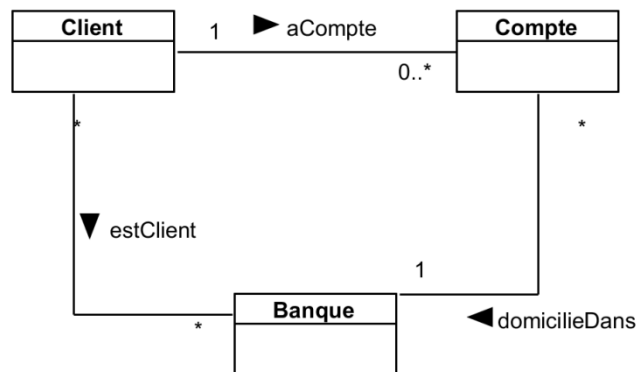 Client
1
aCompte
Compte
0..*
*
*
estClient
1
Banque
*
domicilieDans